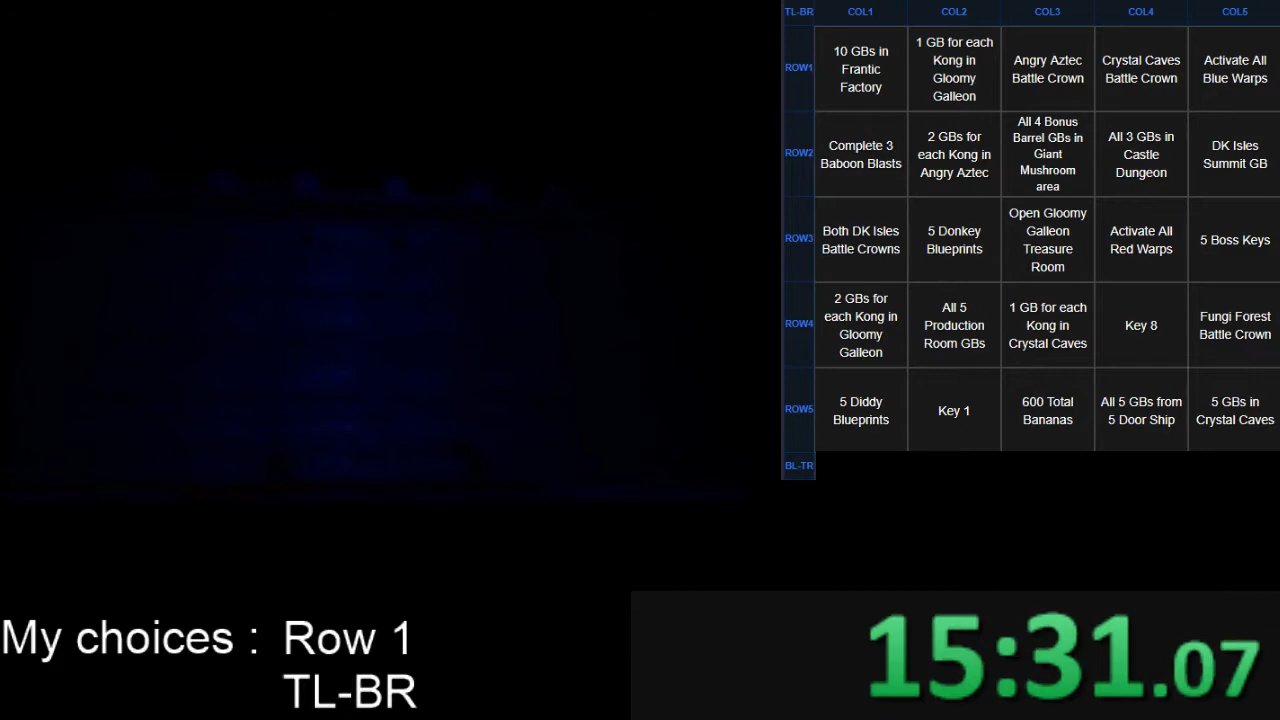 TL-BR COL1 COL2 COL3 COL4 COL5
ROW1
10 GBs in
Frantic
Factory
1 GB for each
Kong in
Gloomy
Galleon
Angry Aztec
Battle Crown
Crystal Caves
Battle Crown
Activate All
Blue Warps
ROW2
Complete 3
Baboon Blasts
2 GBs for
each Kong in
Angry Aztec
All 4 Bonus
Barrel GBs in
Giant
Mushroom
area
All 3 GBs in
Castle
Dungeon
DK Isles
Summit GB
ROW3
Both DK Isles
Battle Crowns
5 Donkey
Blueprints
Open Gloomy
Galleon
Treasure
Room
Activate All
Red Warps
5 Boss Keys
ROW4
2 GBs for
each Kong in
Gloomy
Galleon
All 5
Production
Room GBs
1 GB for each
Kong in
Crystal Caves
Key 8
Fungi Forest
Battle Crown
ROW5
5 Diddy
Blueprints
Key 1
600 Total
Bananas
All 5 GBs from
5 Door Ship
5 GBs in
Crystal Caves
BL-TR
My choices : Row 1
TL-BR
15:31.07